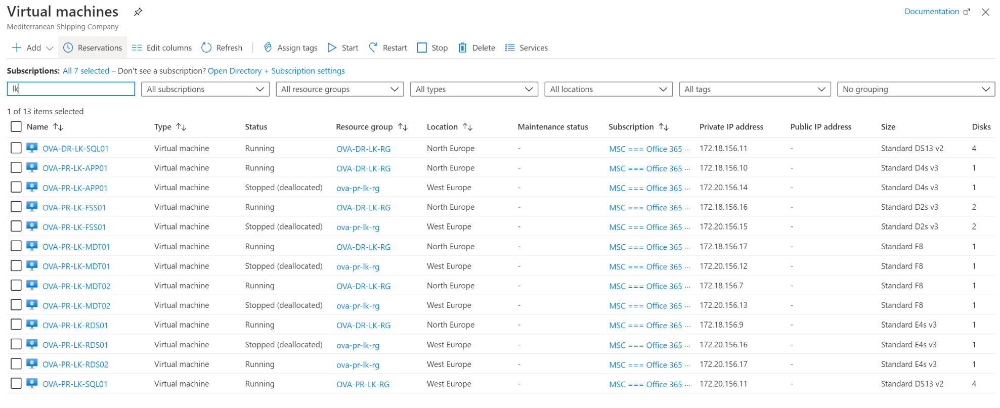 Virtual machines
Documentation
Mediterranean Shipping Company
Add Reservations Edit columns Refresh Assign tags Start Restart Stop Delete Services
Subscriptions: All 7 selected – Don't see a subscription? Open Directory + Subscription settings
lk All subscriptions All resource groups All types All locations All tags No grouping
1 of 13 items selected
Name Type Status Resource group Location Maintenance status Subscription Private IP address Public IP address Size Disks
OVA-DR-LK-SQL01 Virtual machine Running OVA-DR-LK-RG North Europe - MSC === Office 365 ... 172.18.156.11 - Standard DS13 v2 4
OVA-PR-LK-APP01 Virtual machine Running OVA-DR-LK-RG North Europe - MSC === Office 365 ... 172.18.156.10 - Standard D4s v3 1
OVA-PR-LK-APP01 Virtual machine Stopped (deallocated) ova-pr-lk-rg West Europe - MSC === Office 365 ... 172.20.156.14 - Standard D4s v3 1
OVA-PR-LK-FSS01 Virtual machine Running OVA-DR-LK-RG North Europe - MSC === Office 365 ... 172.18.156.16 - Standard D2s v3 2
OVA-PR-LK-FSS01 Virtual machine Stopped (deallocated) ova-pr-lk-rg West Europe - MSC === Office 365 ... 172.20.156.15 - Standard D2s v3 2
OVA-PR-LK-MDT01 Virtual machine Running OVA-DR-LK-RG North Europe - MSC === Office 365 ... 172.18.156.17 - Standard F8 1
OVA-PR-LK-MDT01 Virtual machine Stopped (deallocated) ova-pr-lk-rg West Europe - MSC === Office 365 ... 172.20.156.12 - Standard F8 1
OVA-PR-LK-MDT02 Virtual machine Running OVA-DR-LK-RG North Europe - MSC === Office 365 ... 172.18.156.7 - Standard F8 1
OVA-PR-LK-MDT02 Virtual machine Stopped (deallocated) ova-pr-lk-rg West Europe - MSC === Office 365 ... 172.20.156.13 - Standard F8 1
OVA-PR-LK-RDS01 Virtual machine Running OVA-DR-LK-RG North Europe - MSC === Office 365 ... 172.18.156.9 - Standard E4s v3 1
OVA-PR-LK-RDS01 Virtual machine Stopped (deallocated) ova-pr-lk-rg West Europe - MSC === Office 365 ... 172.20.156.16 - Standard E4s v3 1
OVA-PR-LK-RDS02 Virtual machine Running ova-pr-lk-rg West Europe - MSC === Office 365 ... 172.20.156.17 - Standard E4s v3 1
OVA-PR-LK-SQL01 Virtual machine Running OVA-PR-LK-RG West Europe - MSC === Office 365 ... 172.20.156.11 - Standard DS13 v2 4